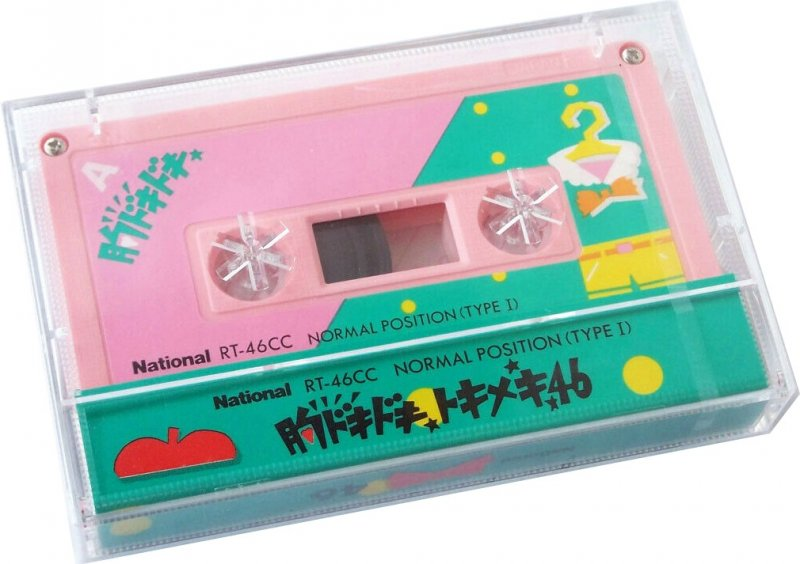 A
胸ドキドキ
National RT-46CC NORMAL POSITION (TYPE I)
National RT-46CC NORMAL POSITION (TYPE I)
胸ドキドキ トキメキ46